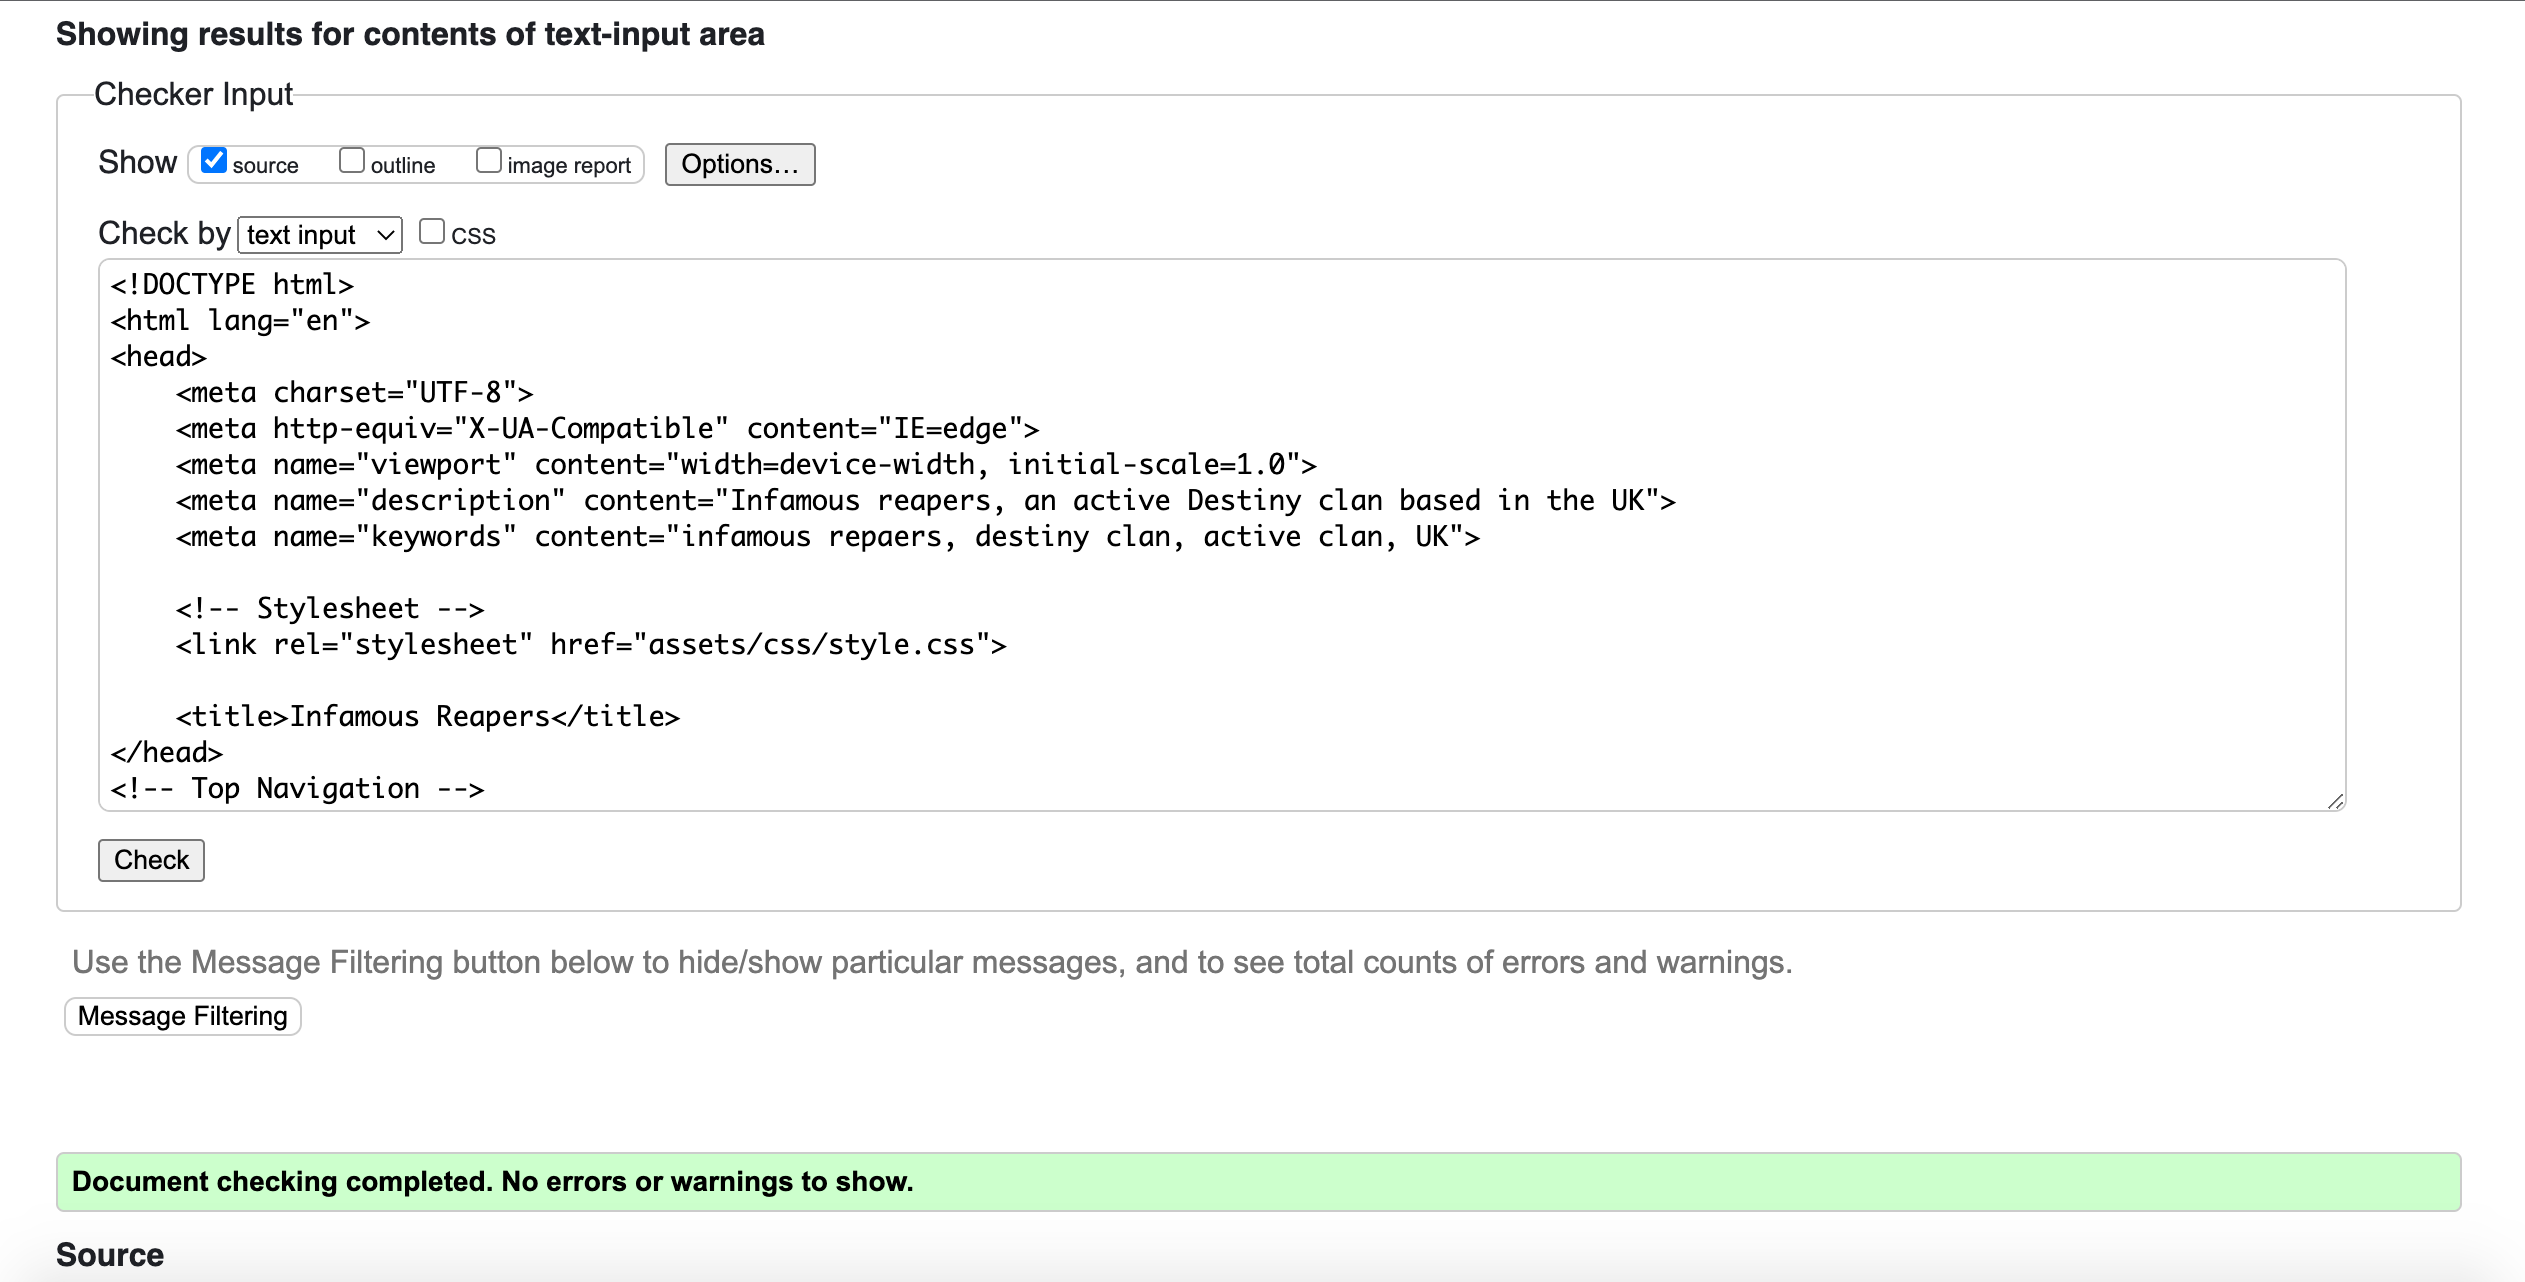 Showing results for contents of text-input area
Checker Input
Show source outline image report Options...
Check by text input css
<!DOCTYPE html>
<html lang="en">
<head>
    <meta charset="UTF-8">
    <meta http-equiv="X-UA-Compatible" content="IE=edge">
    <meta name="viewport" content="width=device-width, initial-scale=1.0">
    <meta name="description" content="Infamous reapers, an active Destiny clan based in the UK">
    <meta name="keywords" content="infamous repaers, destiny clan, active clan, UK">
    <!-- Stylesheet -->
    <link rel="stylesheet" href="assets/css/style.css">
    <title>Infamous Reapers</title>
</head>
<!-- Top Navigation -->
Check
Use the Message Filtering button below to hide/show particular messages, and to see total counts of errors and warnings.
Message Filtering
Document checking completed. No errors or warnings to show.
Source